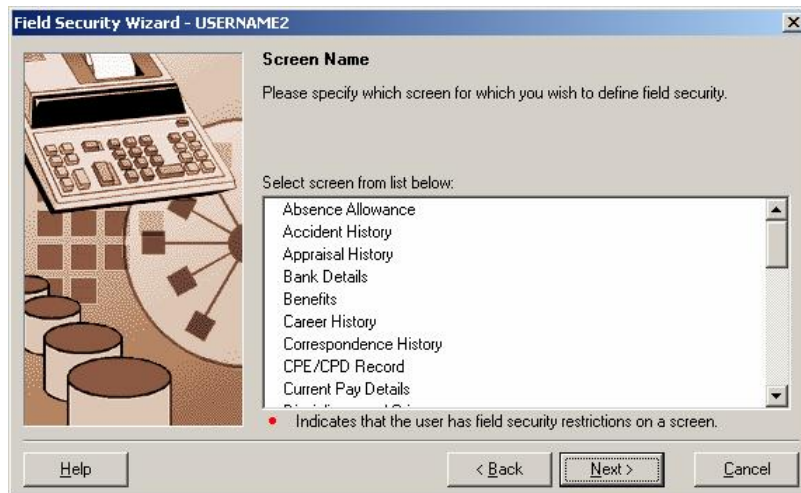 Field Security Wizard - USERNAME2
Screen Name
Please specify which screen for which you wish to define field security.
Select screen from list below:
Absence Allowance
Accident History
Appraisal History
Bank Details
Benefits
Career History
Correspondence History
CPE/CPD Record
Current Pay Details
Indicates that the user has field security restrictions on a screen.
Help
< Back
Next >
Cancel